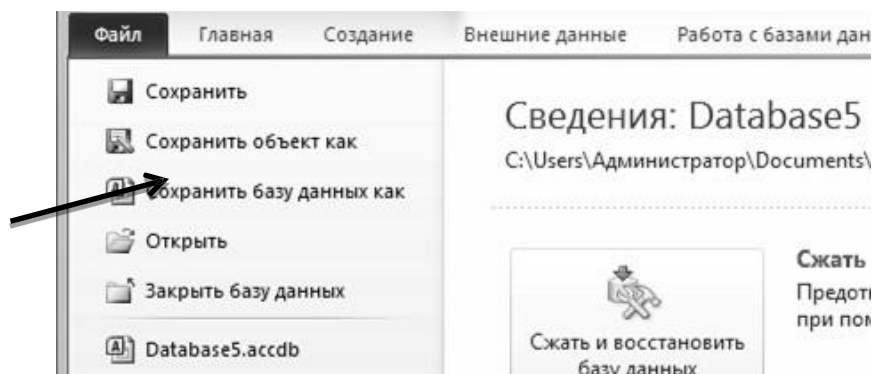 Файл Главная Создание Внешние данные Работа с базами дан
Сохранить
Сохранить объект как
Сохранить базу данных как
Открыть
Закрыть базу данных
Database5.accdb
Сведения: Database5
C:\Users\Администратор\Documents\
Сжать и восстановить
базу данных
Сжать
Предотв
при пом